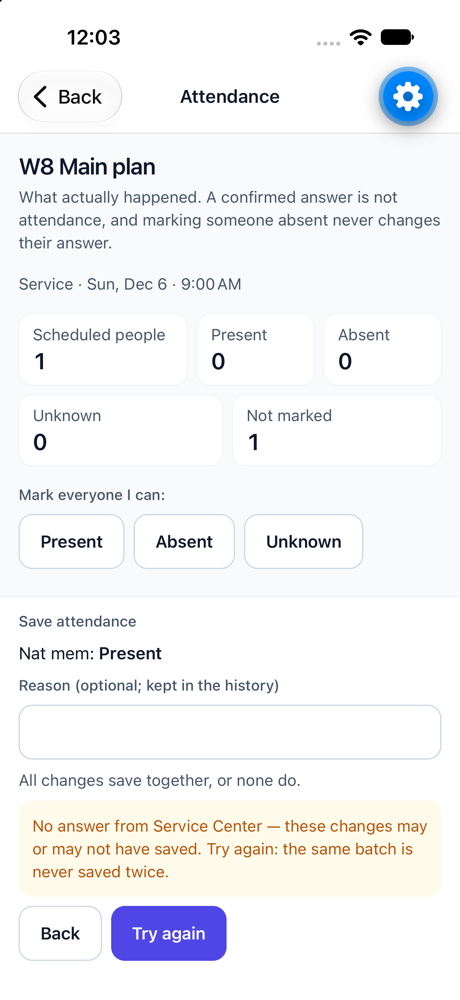 12:03
Back
Attendance
W8 Main plan
What actually happened. A confirmed answer is not
attendance, and marking someone absent never changes
their answer.
Service · Sun, Dec 6 · 9:00 AM
Scheduled people
1
Present
0
Absent
0
Unknown
0
Not marked
1
Mark everyone I can:
Present
Absent
Unknown
Save attendance
Nat mem: Present
Reason (optional; kept in the history)
All changes save together, or none do.
No answer from Service Center — these changes may
or may not have saved. Try again: the same batch is
never saved twice.
Back
Try again